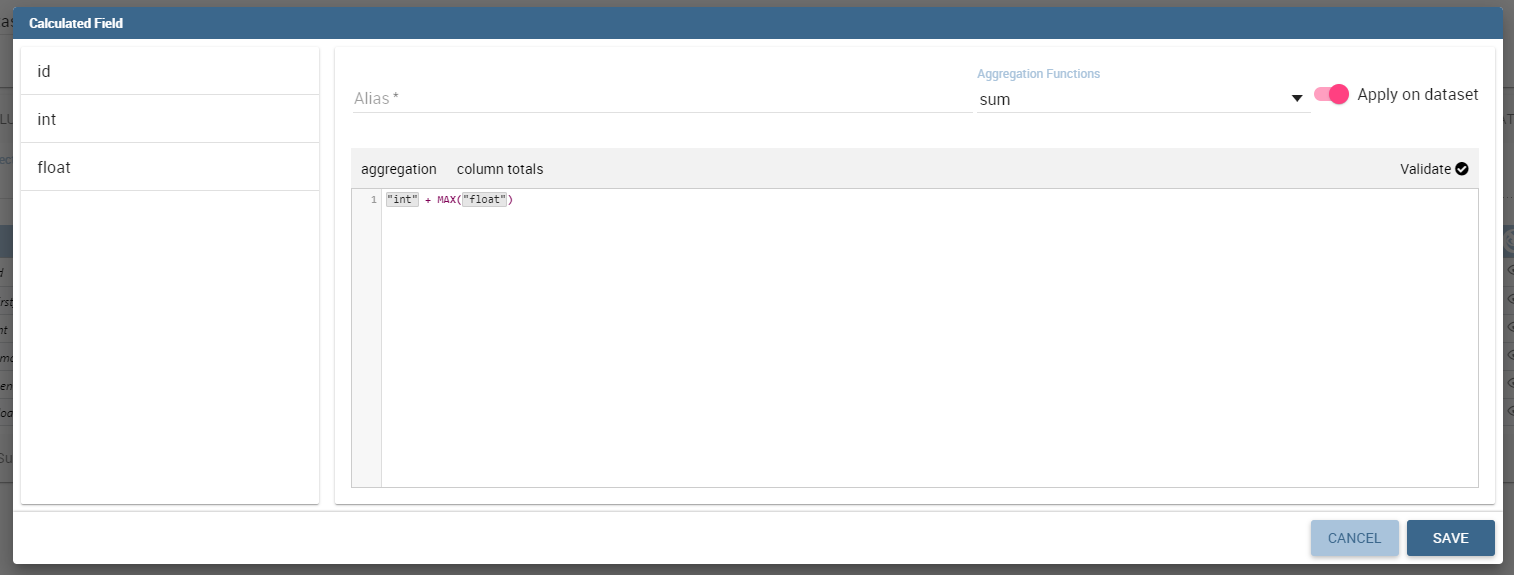 Calculated Field
id
int
float
Aggregation Functions
Alias *
sum
Apply on dataset
aggregation column totals
Validate
1 "int" + MAX("float")
CANCEL SAVE